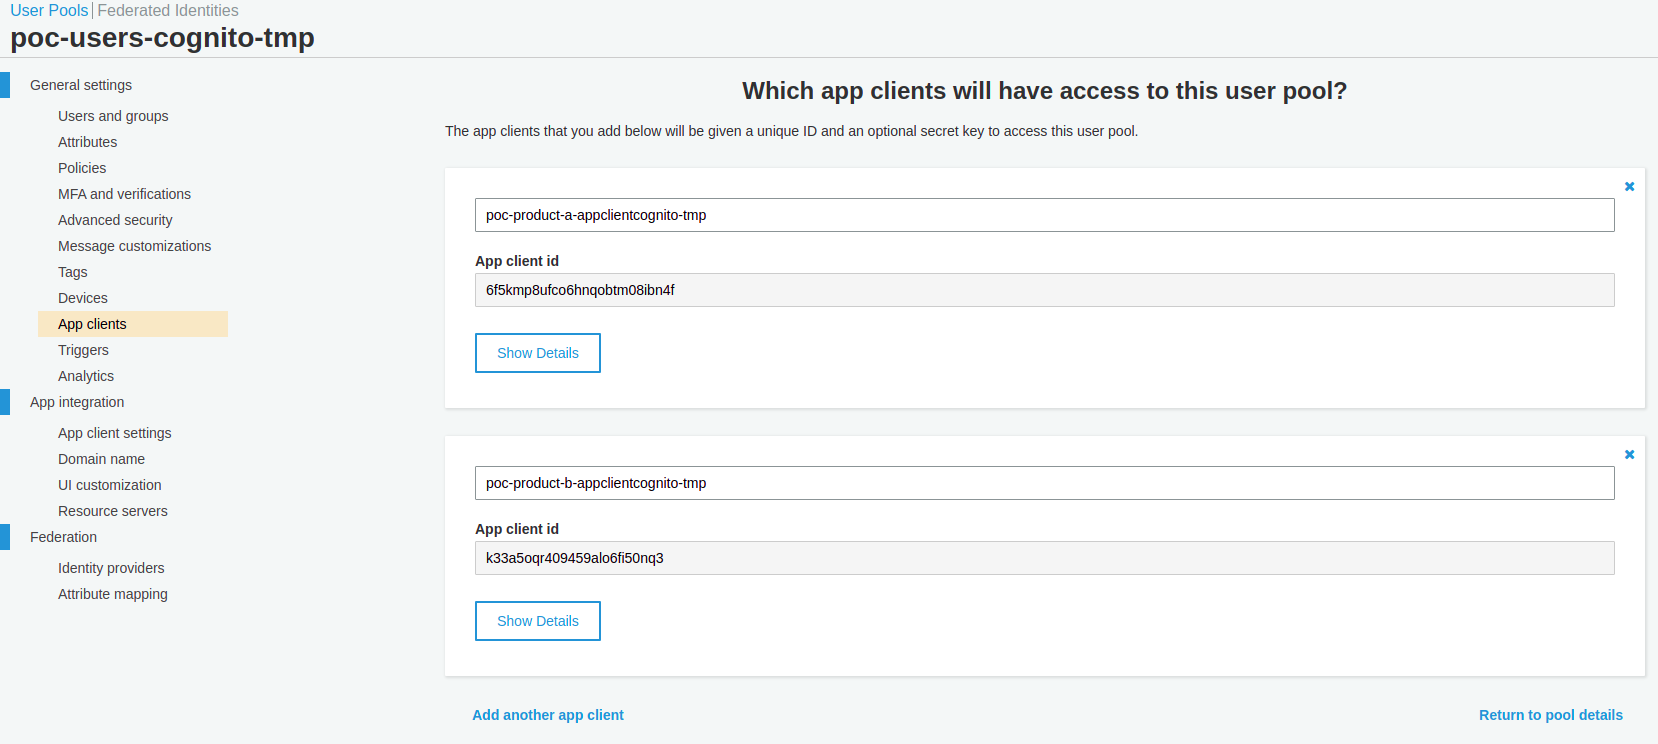 User Pools | Federated Identities
poc-users-cognito-tmp
General settings
Users and groups
Attributes
Policies
MFA and verifications
Advanced security
Message customizations
Tags
Devices
App clients
Triggers
Analytics
App integration
App client settings
Domain name
UI customization
Resource servers
Federation
Identity providers
Attribute mapping
Which app clients will have access to this user pool?
The app clients that you add below will be given a unique ID and an optional secret key to access this user pool.
poc-product-a-appclientcognito-tmp
App client id
6f5kmp8ufco6hnqobtm08ibn4f
Show Details
poc-product-b-appclientcognito-tmp
App client id
k33a5oqr409459alo6fi50nq3
Show Details
Add another app client
Return to pool details